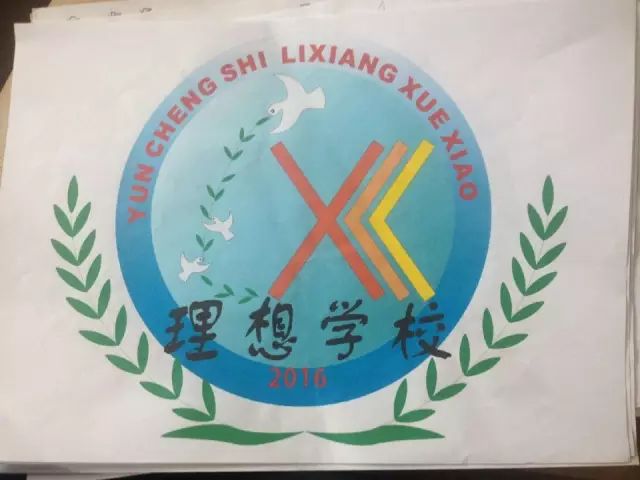 YUN CHENG SHI LIXIANG XUE XIAO
理想学校
2016